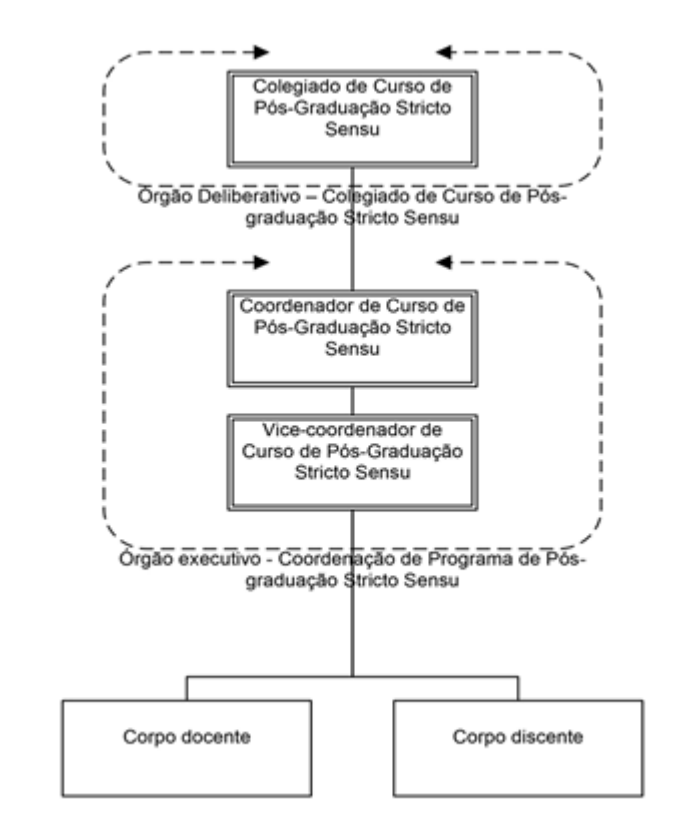 Colegiado de Curso de
Pós-Graduação Stricto
Sensu
Órgão Deliberativo – Colegiado de Curso de Pós-
graduação Stricto Sensu
Coordenador de Curso de
Pós-Graduação Stricto
Sensu
Vice-coordenador de
Curso de Pós-Graduação
Stricto Sensu
Órgão executivo - Coordenação de Programa de Pós-
graduação Stricto Sensu
Corpo docente
Corpo discente